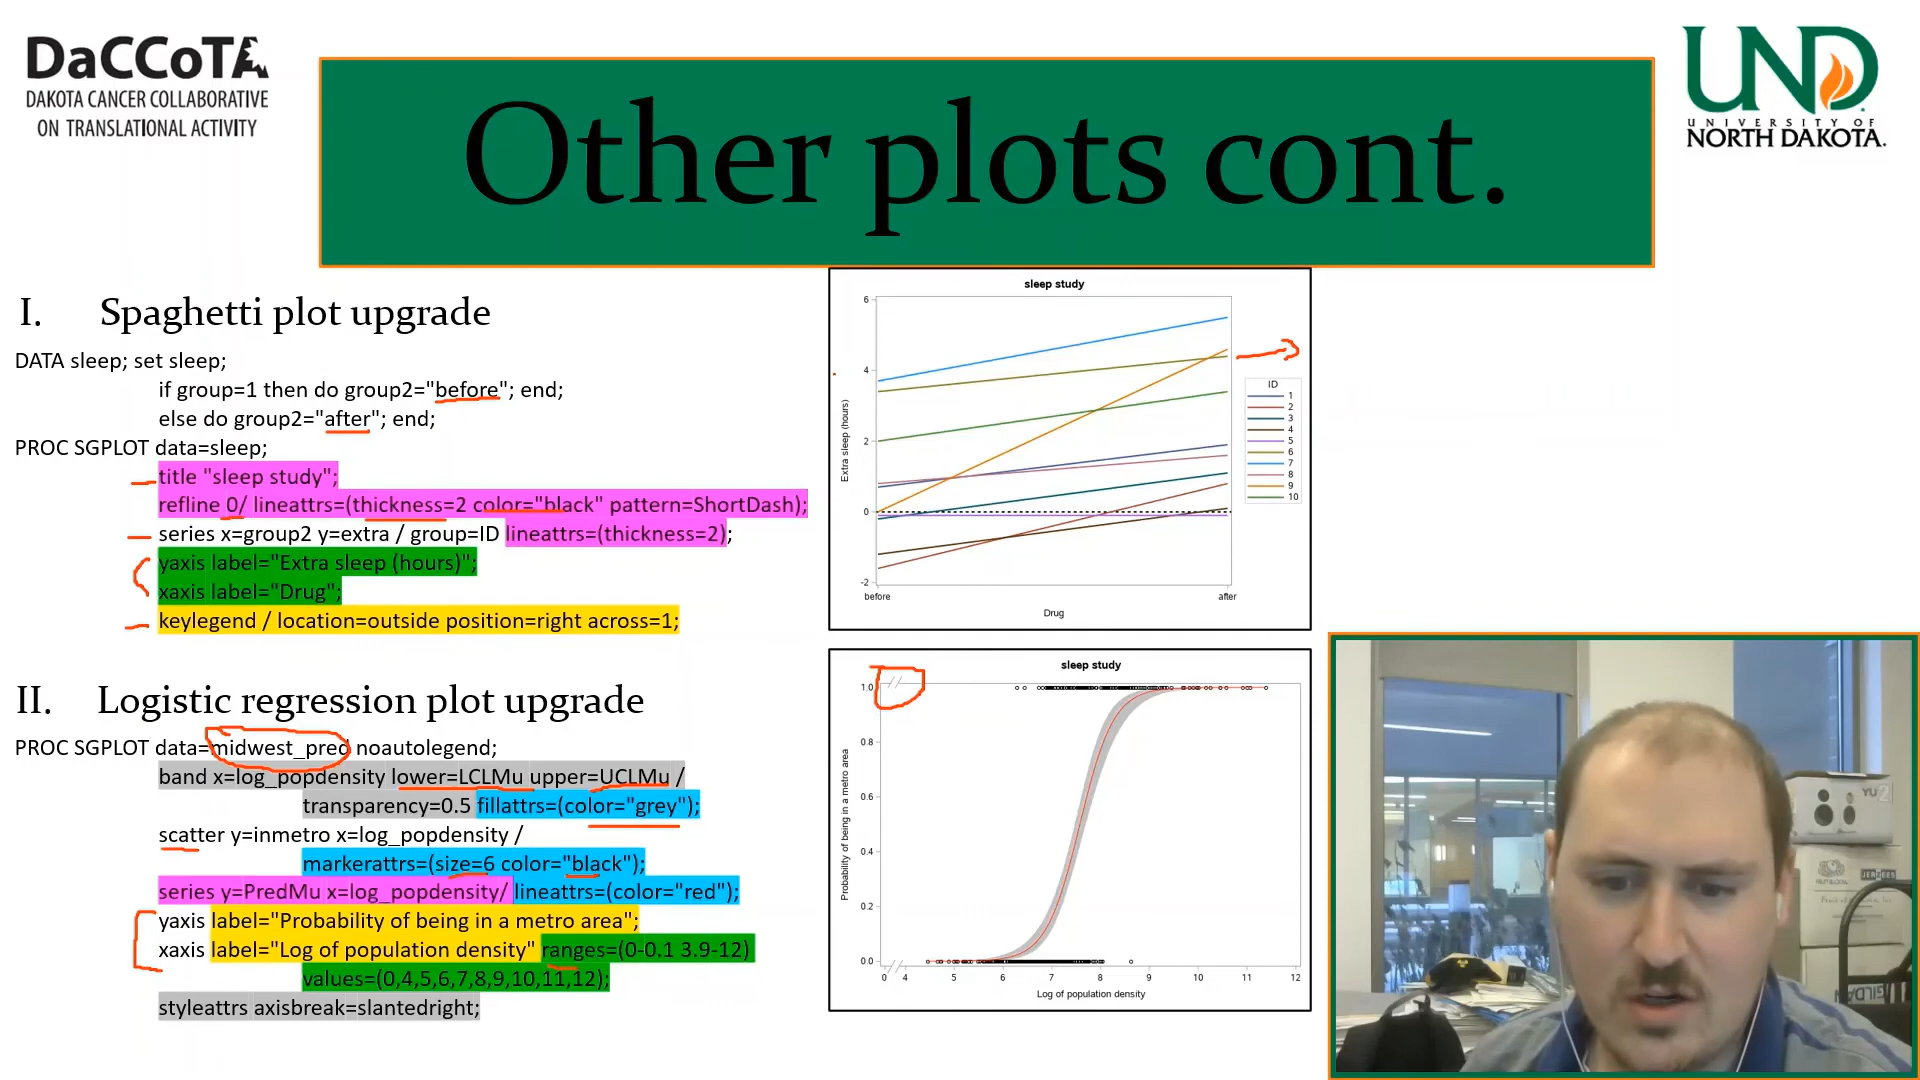 DaCCoTA
DAKOTA CANCER COLLABORATIVE
ON TRANSLATIONAL ACTIVITY
Other plots cont.
UND
UNIVERSITY OF
NORTH DAKOTA.
I. Spaghetti plot upgrade
DATA sleep; set sleep;
if group=1 then do group2="before"; end;
else do group2="after"; end;
PROC SGPLOT data=sleep;
title "sleep study";
refline 0/ lineattrs=(thickness=2 color="black" pattern=ShortDash);
series x=group2 y=extra / group=ID lineattrs=(thickness=2);
yaxis label="Extra sleep (hours)";
xaxis label="Drug";
keylegend / location=outside position=right across=1;
sleep study
6
4
2
0
-2
Extra sleep (hours)
before after
Drug
ID
1
2
3
4
5
6
7
8
9
10
II. Logistic regression plot upgrade
PROC SGPLOT data=midwest_pred noautolegend;
band x=log_popdensity lower=LCLMu upper=UCLMu /
transparency=0.5 fillattrs=(color="grey");
scatter y=inmetro x=log_popdensity /
markerattrs=(size=6 color="black");
series y=PredMu x=log_popdensity/ lineattrs=(color="red");
yaxis label="Probability of being in a metro area";
xaxis label="Log of population density" ranges=(0-0.1 3.9-12)
values=(0,4,5,6,7,8,9,10,11,12);
styleattrs axisbreak=slantedright;
sleep study
1.0
0.8
0.6
0.4
0.2
0.0
Probability of being in a metro area
0 4 5 6 7 8 9 10 11 12
Log of population density
JERZEES
GILDAN